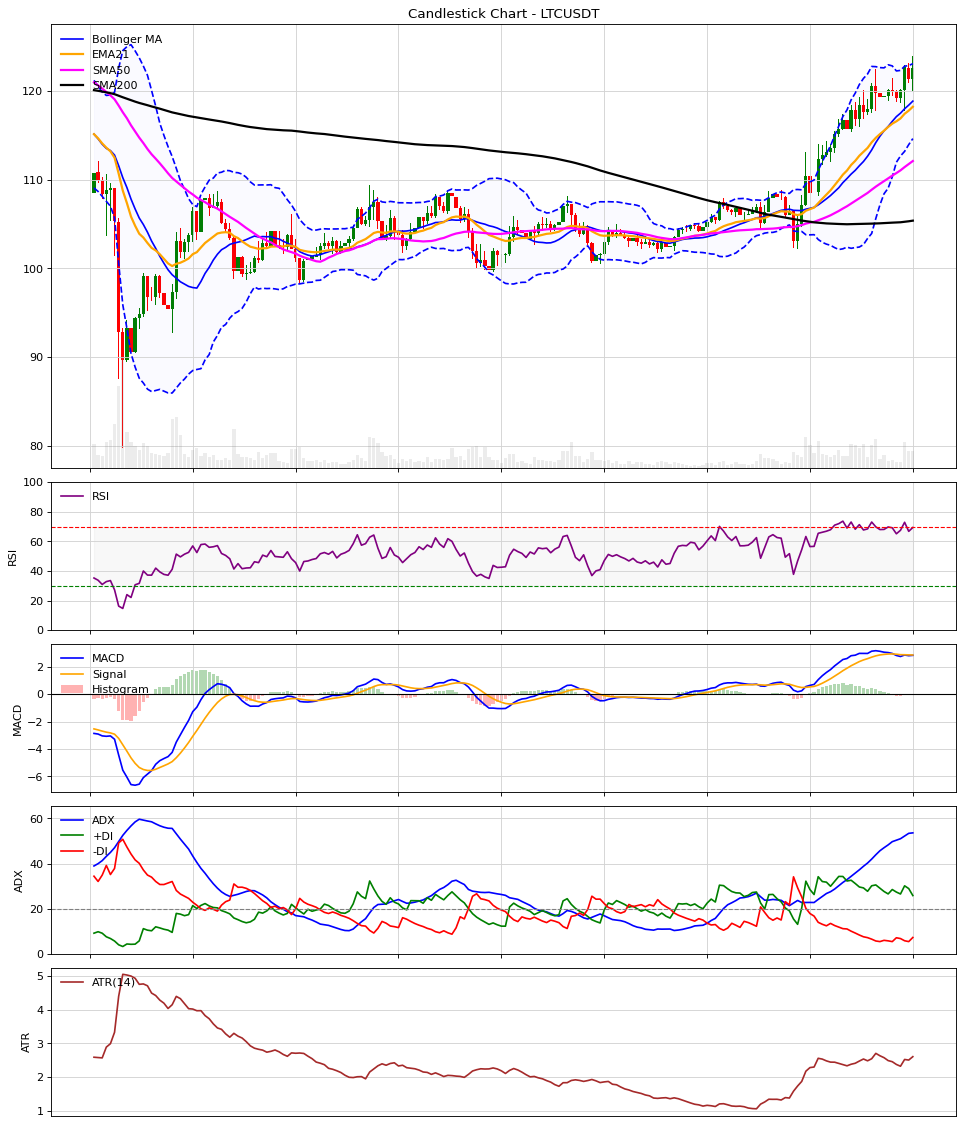 Candlestick Chart - LTCUSDT
Bollinger MA
EMA21
SMA50
SMA200
120
110
100
90
80
RSI
100
80
60
40
20
0
RSI
MACD
Signal
Histogram
2
0
−2
−4
−6
MACD
ADX
+DI
-DI
60
40
20
0
ADX
ATR(14)
5
4
3
2
1
ATR